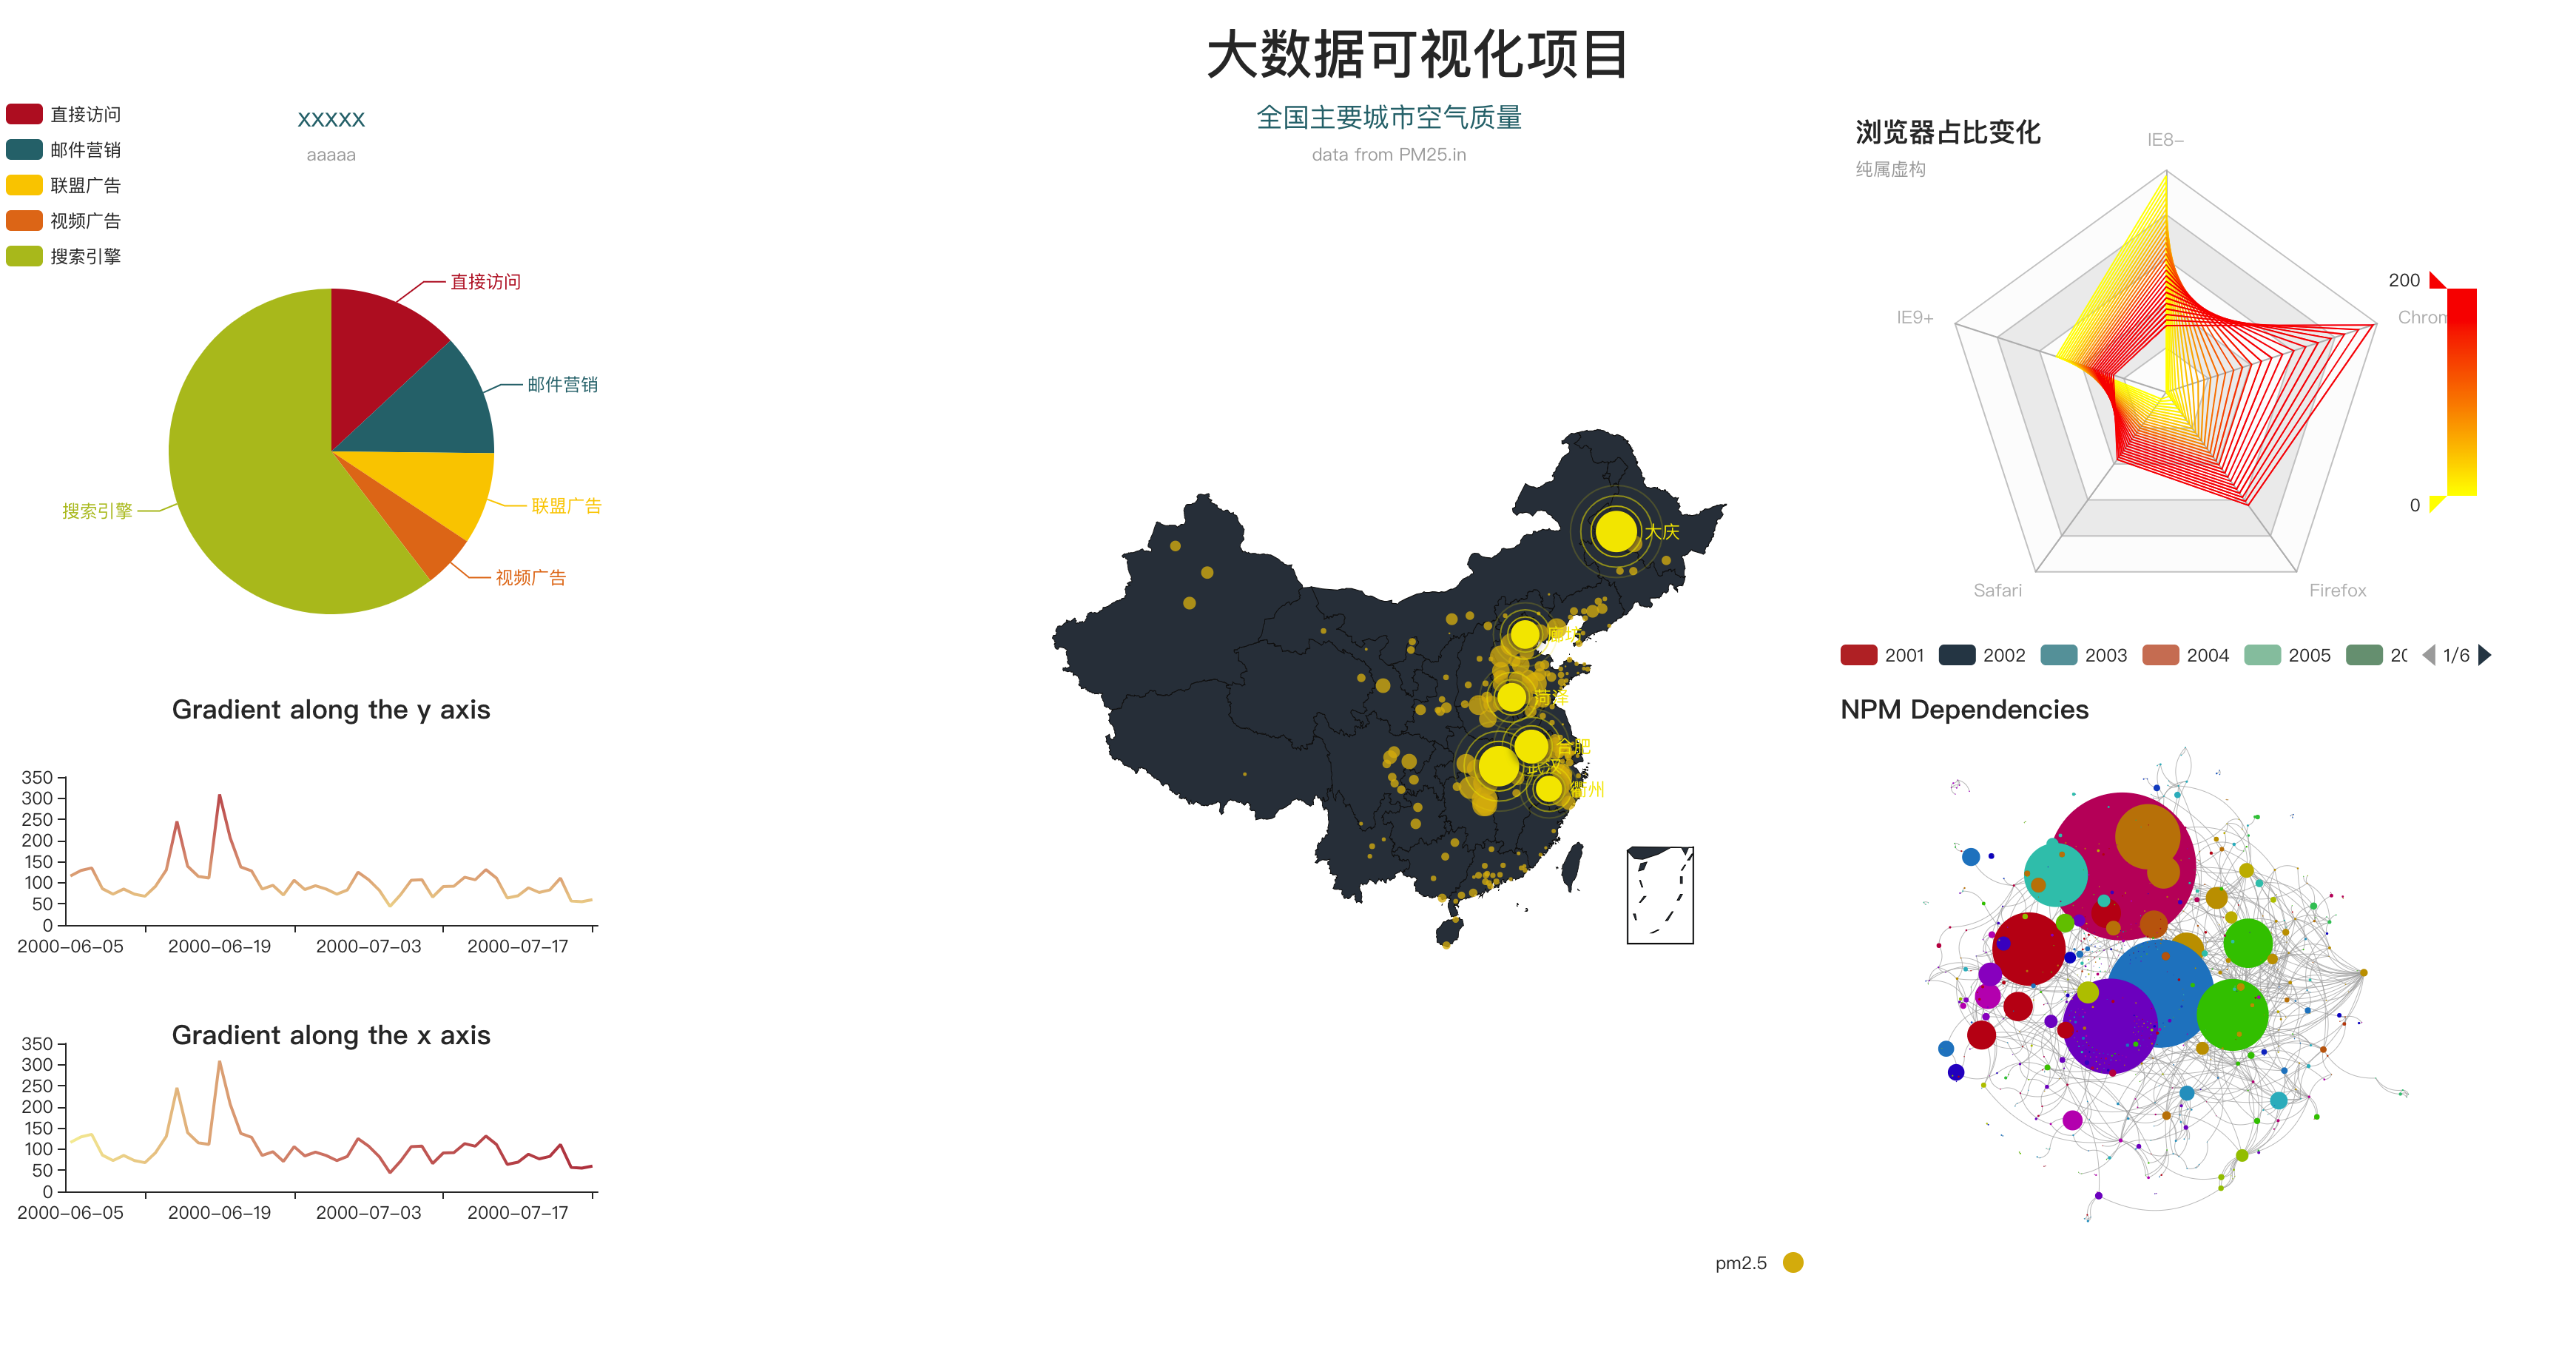 大数据可视化项目
直接访问
邮件营销
联盟广告
视频广告
搜索引擎
xxxxx
aaaaa
直接访问
邮件营销
联盟广告
视频广告
搜索引擎
Gradient along the y axis
350
300
250
200
150
100
50
0
2000-06-05 2000-06-19 2000-07-03 2000-07-17
Gradient along the x axis
350
300
250
200
150
100
50
0
2000-06-05 2000-06-19 2000-07-03 2000-07-17
全国主要城市空气质量
data from PM25.in
大庆
廊坊
菏泽
合肥
武汉
衢州
pm2.5
浏览器占比变化
纯属虚构
IE8-
IE9+
Chrom
Safari
Firefox
200
0
2001 2002 2003 2004 2005 20 1/6
NPM Dependencies